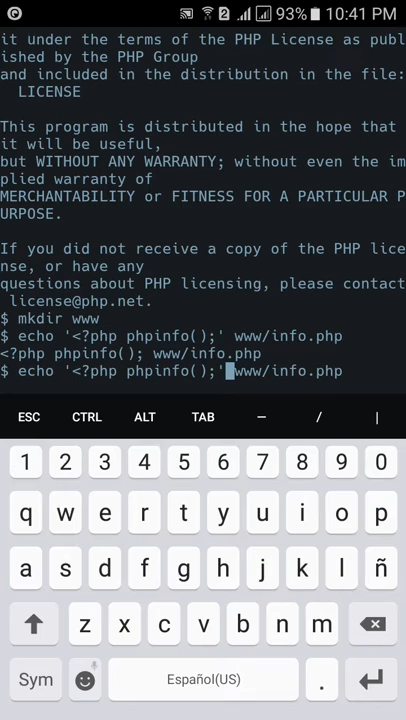 2 93% 10:41 PM
it under the terms of the PHP License as publ
ished by the PHP Group
and included in the distribution in the file:
LICENSE
This program is distributed in the hope that
it will be useful,
but WITHOUT ANY WARRANTY; without even the im
plied warranty of
MERCHANTABILITY or FITNESS FOR A PARTICULAR P
URPOSE.
If you did not receive a copy of the PHP lice
nse, or have any
questions about PHP licensing, please contact
license@php.net.
$ mkdir www
$ echo '<?php phpinfo();' www/info.php
<?php phpinfo(); www/info.php
$ echo '<?php phpinfo();' www/info.php
ESC CTRL ALT TAB — / |
1 2 3 4 5 6 7 8 9 0
q w e r t y u i o p
a s d f g h j k l ñ
z x c v b n m
Sym Español(US) .